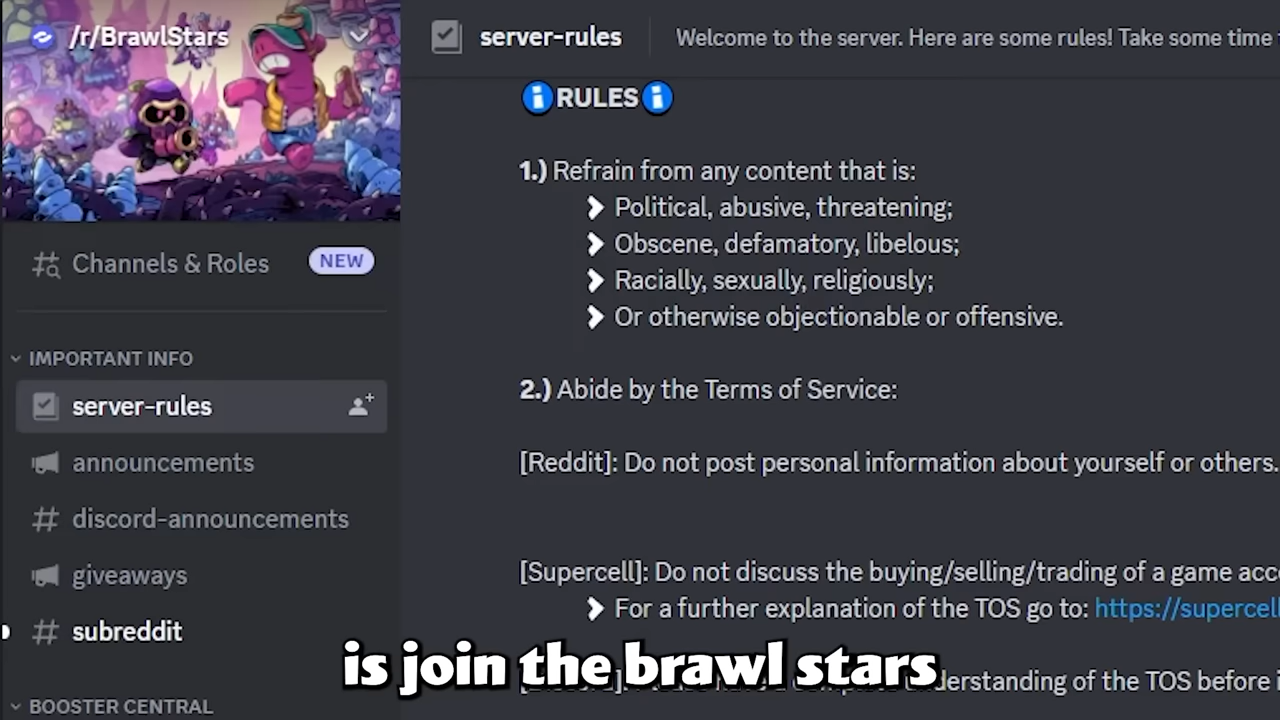 /r/BrawlStars
Channels & Roles NEW
IMPORTANT INFO
server-rules
announcements
discord-announcements
giveaways
subreddit
BOOSTER CENTRAL
server-rules Welcome to the server. Here are some rules! Take some time
RULES
1.) Refrain from any content that is:
Political, abusive, threatening;
Obscene, defamatory, libelous;
Racially, sexually, religiously;
Or otherwise objectionable or offensive.
2.) Abide by the Terms of Service:
[Reddit]: Do not post personal information about yourself or others.
[Supercell]: Do not discuss the buying/selling/trading of a game
For a further explanation of the TOS go to: https://supercell
understanding of the TOS before
is join the brawl stars